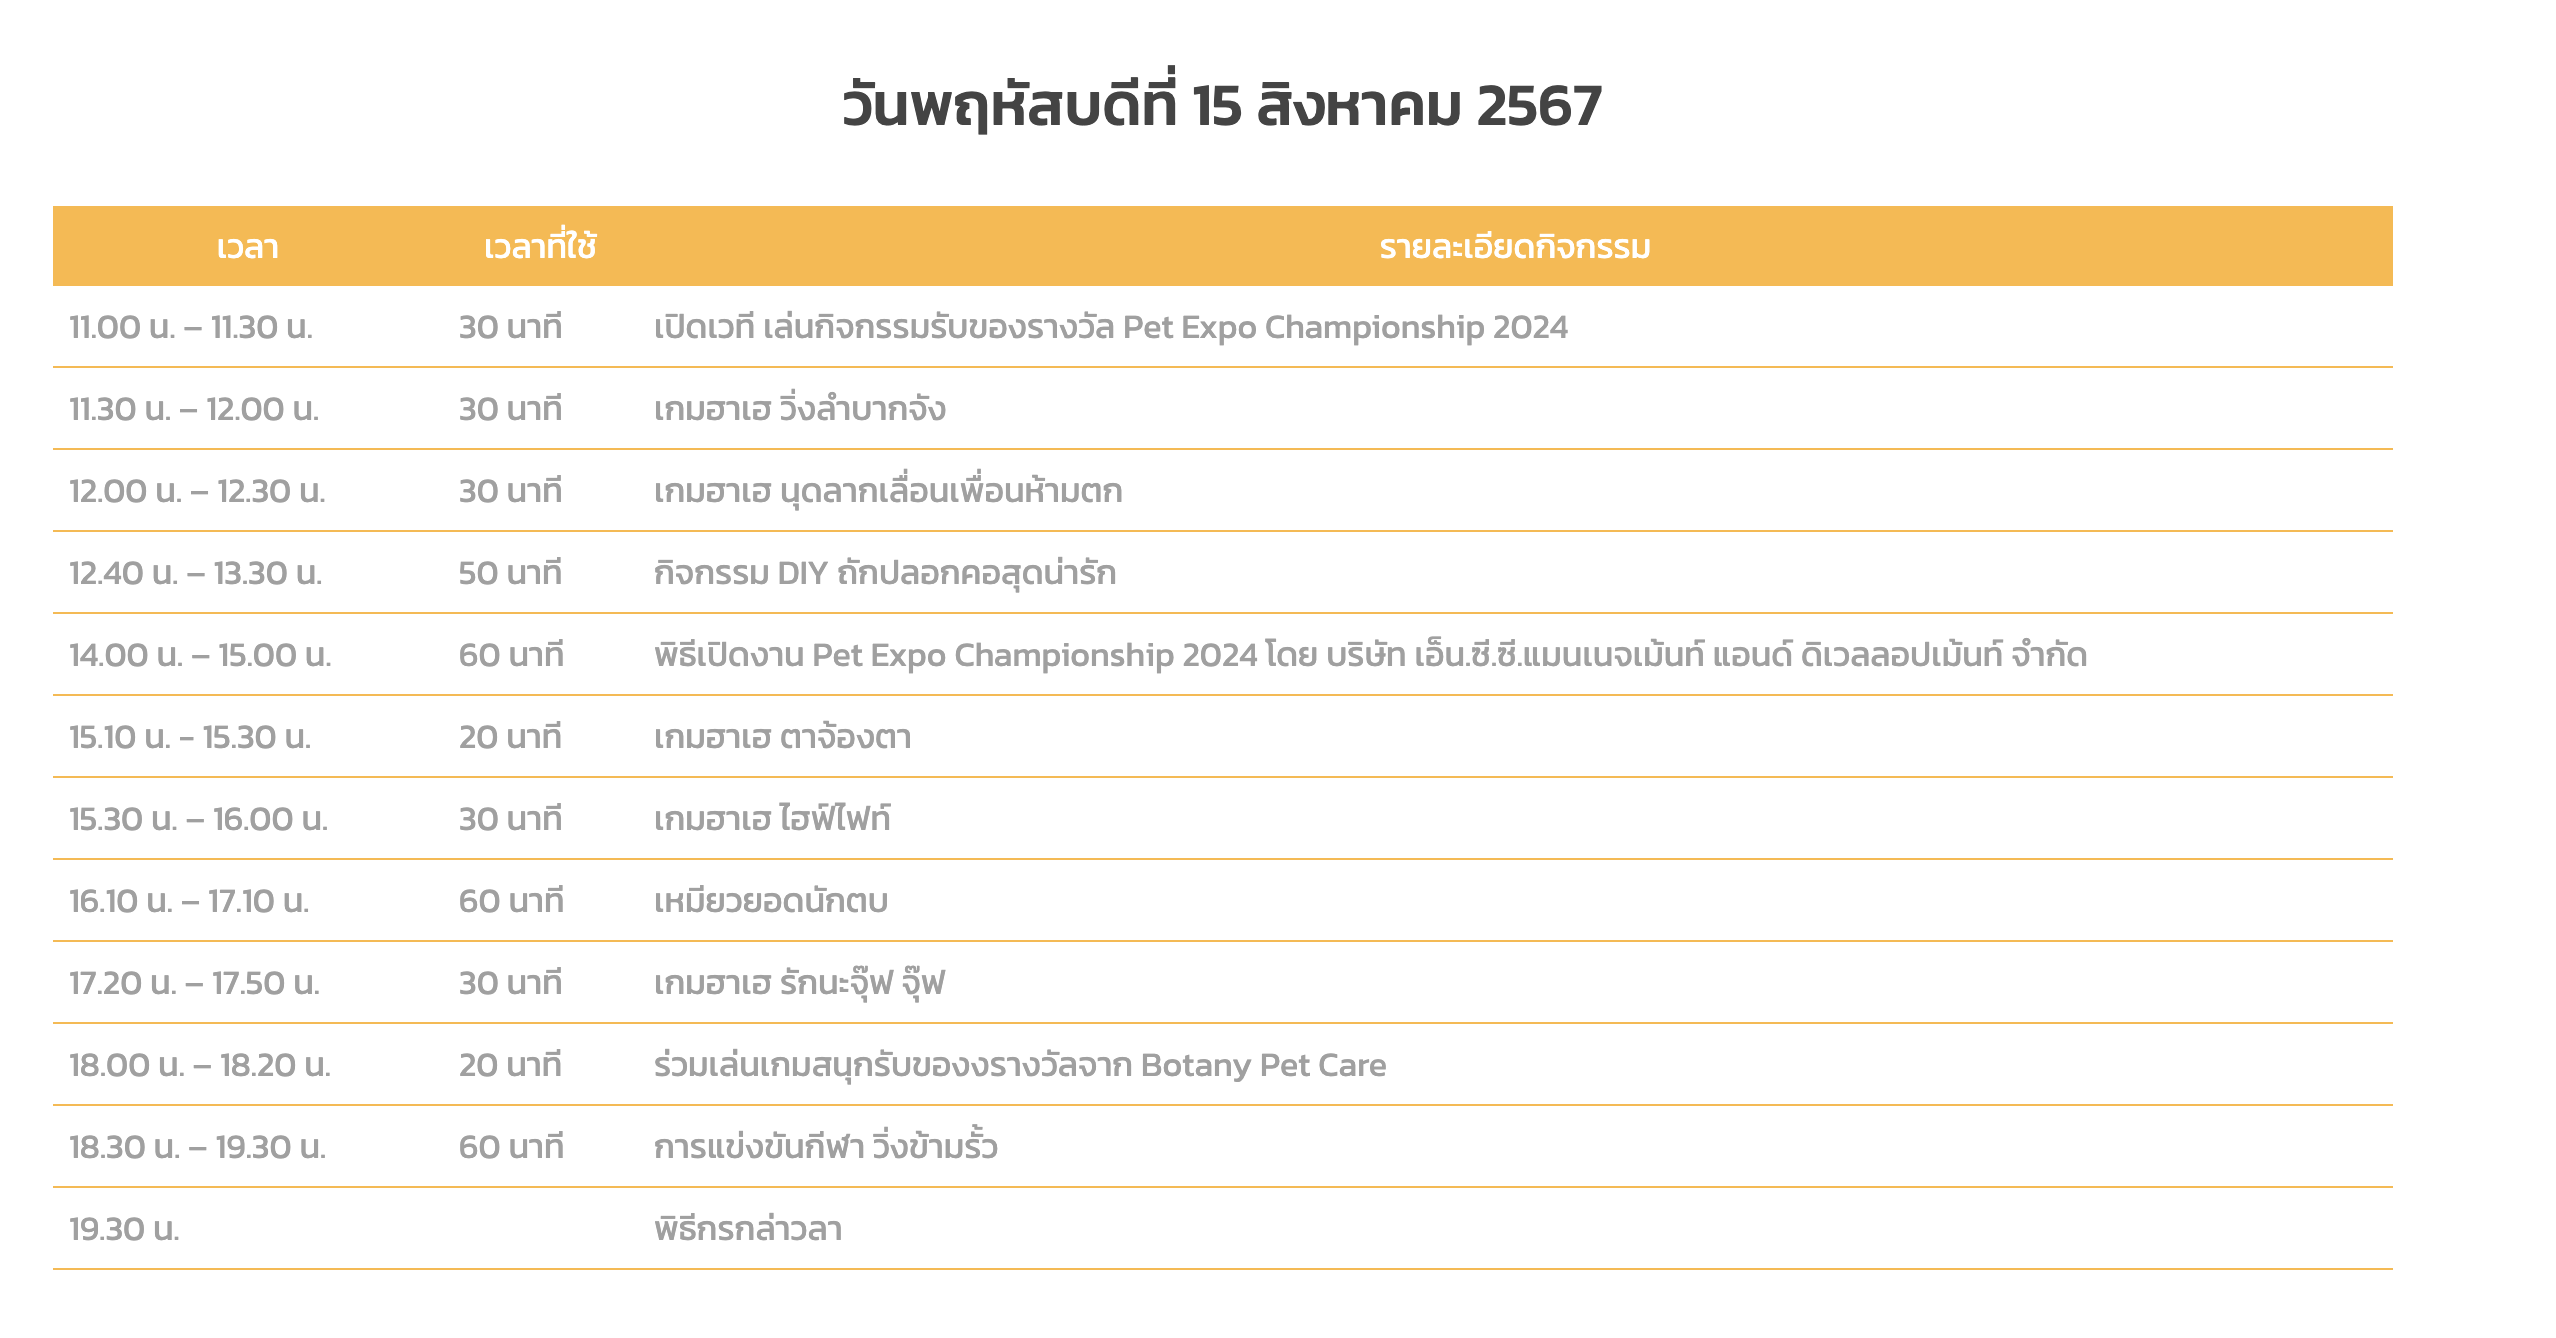 วันพฤหัสบดีที่ 15 สิงหาคม 2567
เวลา เวลาที่ใช้ รายละเอียดกิจกรรม
11.00 น. – 11.30 น. 30 นาที เปิดเวที เล่นกิจกรรมรับของรางวัล Pet Expo Championship 2024
11.30 น. – 12.00 น. 30 นาที เกมฮาเฮ วิ่งลำบากจัง
12.00 น. – 12.30 น. 30 นาที เกมฮาเฮ นุดลากเลื่อนเพื่อนห้ามตก
12.40 น. – 13.30 น. 50 นาที กิจกรรม DIY ถักปลอกคอสุดน่ารัก
14.00 น. – 15.00 น. 60 นาที พิธีเปิดงาน Pet Expo Championship 2024 โดย บริษัท เอ็น.ซี.ซี.แมนเนจเม้นท์ แอนด์ ดิเวลลอปเม้นท์ จำกัด
15.10 น. - 15.30 น. 20 นาที เกมฮาเฮ ตาจ้องตา
15.30 น. – 16.00 น. 30 นาที เกมฮาเฮ ไฮฟ์ไฟท์
16.10 น. – 17.10 น. 60 นาที เหมียวยอดนักตบ
17.20 น. – 17.50 น. 30 นาที เกมฮาเฮ รักนะจุ๊ฟ จุ๊ฟ
18.00 น. – 18.20 น. 20 นาที ร่วมเล่นเกมสนุกรับของงรางวัลจาก Botany Pet Care
18.30 น. – 19.30 น. 60 นาที การแข่งขันกีฬา วิ่งข้ามรั้ว
19.30 น. พิธีกรกล่าวลา